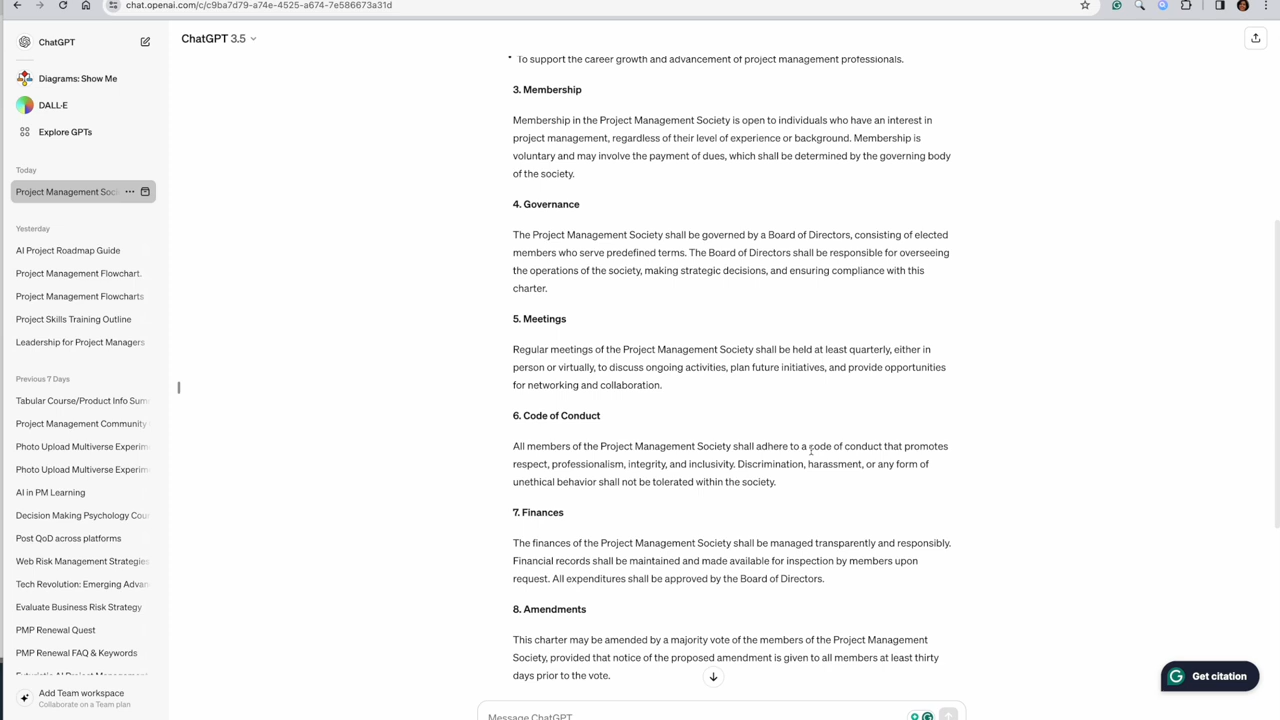 chat.openai.com/c/c9ba7d79-a74e-4525-a674-7e586673a31d
ChatGPT
Diagrams: Show Me
DALL·E
Explore GPTs
Today
Project Management Soci
Yesterday
AI Project Roadmap Guide
Project Management Flowchart.
Project Management Flowcharts
Project Skills Training Outline
Leadership for Project Managers
Previous 7 Days
Tabular Course/Product Info Sum
Project Management Community
Photo Upload Multiverse Experim
Photo Upload Multiverse Experim
AI in PM Learning
Decision Making Psychology Cou
Post QoD across platforms
Web Risk Management Strategies
Tech Revolution: Emerging Advan
Evaluate Business Risk Strategy
PMP Renewal Quest
PMP Renewal FAQ & Keywords
Add Team workspace
Collaborate on a Team plan
ChatGPT 3.5
• To support the career growth and advancement of project management professionals.
3. Membership
Membership in the Project Management Society is open to individuals who have an interest in
project management, regardless of their level of experience or background. Membership is
voluntary and may involve the payment of dues, which shall be determined by the governing body
of the society.
4. Governance
The Project Management Society shall be governed by a Board of Directors, consisting of elected
members who serve predefined terms. The Board of Directors shall be responsible for overseeing
the operations of the society, making strategic decisions, and ensuring compliance with this
charter.
5. Meetings
Regular meetings of the Project Management Society shall be held at least quarterly, either in
person or virtually, to discuss ongoing activities, plan future initiatives, and provide opportunities
for networking and collaboration.
6. Code of Conduct
All members of the Project Management Society shall adhere to a code of conduct that promotes
respect, professionalism, integrity, and inclusivity. Discrimination, harassment, or any form of
unethical behavior shall not be tolerated within the society.
7. Finances
The finances of the Project Management Society shall be managed transparently and responsibly.
Financial records shall be maintained and made available for inspection by members upon
request. All expenditures shall be approved by the Board of Directors.
8. Amendments
This charter may be amended by a majority vote of the members of the Project Management
Society, provided that notice of the proposed amendment is given to all members at least thirty
days prior to the vote.
Message ChatGPT
Get citation